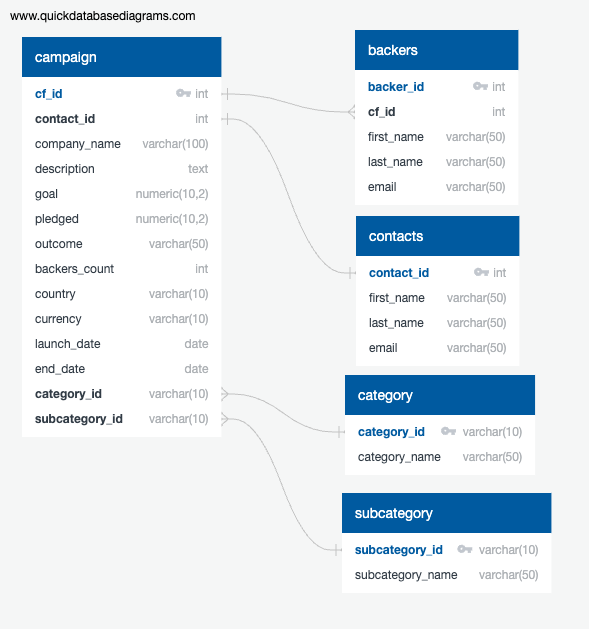 www.quickdatabasediagrams.com
campaign
cf_id int
contact_id int
company_name varchar(100)
description text
goal numeric(10,2)
pledged numeric(10,2)
outcome varchar(50)
backers_count int
country varchar(10)
currency varchar(10)
launch_date date
end_date date
category_id varchar(10)
subcategory_id varchar(10)
backers
backer_id int
cf_id int
first_name varchar(50)
last_name varchar(50)
email varchar(50)
contacts
contact_id int
first_name varchar(50)
last_name varchar(50)
email varchar(50)
category
category_id varchar(10)
category_name varchar(50)
subcategory
subcategory_id varchar(10)
subcategory_name varchar(50)